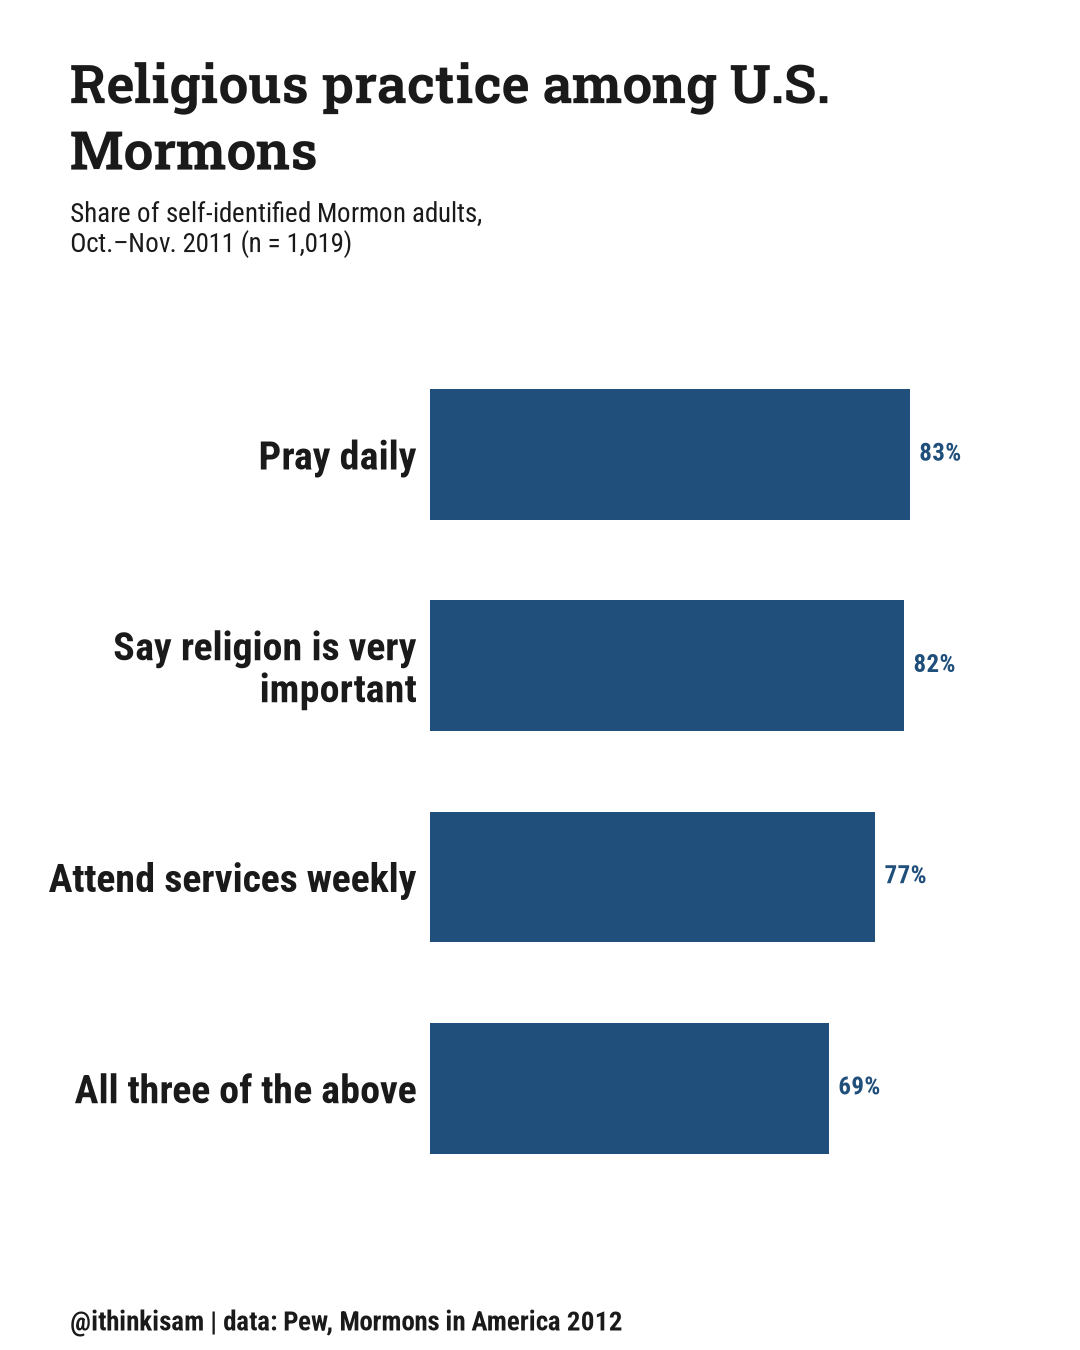 Religious practice among U.S.
Mormons
Share of self-identified Mormon adults,
Oct.–Nov. 2011 (n = 1,019)
Pray daily
83%
Say religion is very
important
82%
Attend services weekly
77%
All three of the above
69%
@ithinkisam | data: Pew, Mormons in America 2012